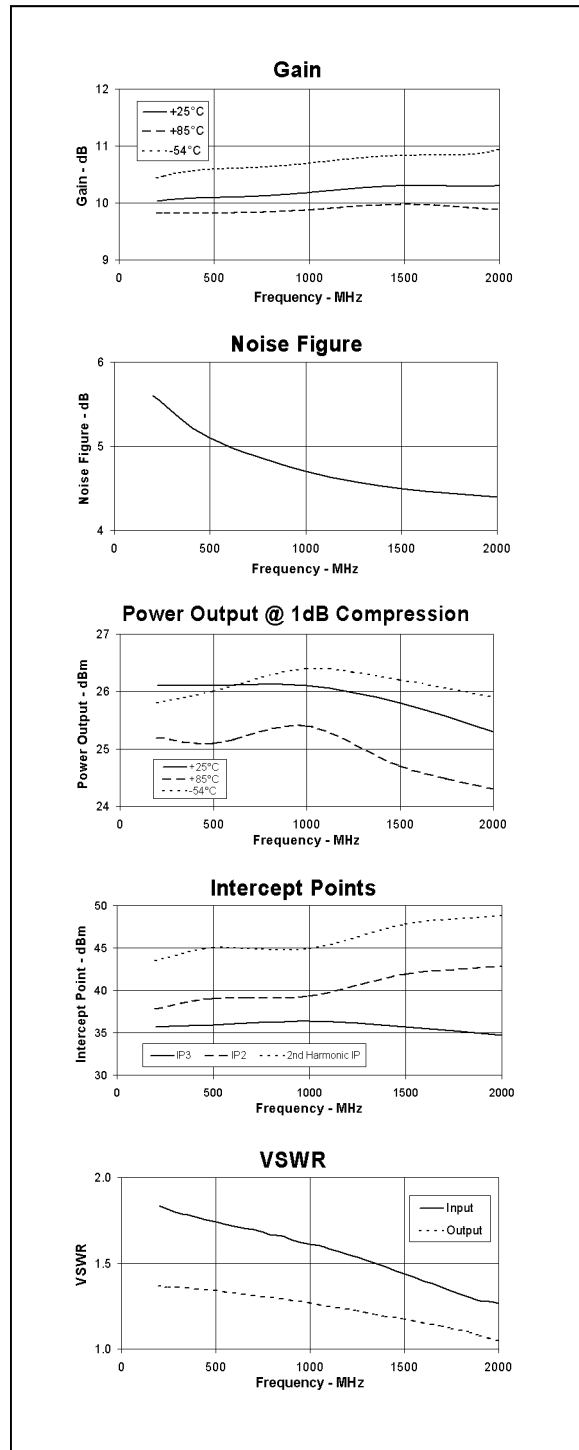 Gain
12
11
10
9
Gain - dB
+25°C
+85°C
-54°C
0 500 1000 1500 2000
Frequency - MHz
Noise Figure
6
5
4
Noise Figure - dB
0 500 1000 1500 2000
Frequency - MHz
Power Output @ 1dB Compression
27
26
25
24
Power Output - dBm
+25°C
+85°C
-54°C
0 500 1000 1500 2000
Frequency - MHz
Intercept Points
50
45
40
35
30
Intercept Point - dBm
IP3 IP2 2nd Harmonic IP
0 500 1000 1500 2000
Frequency - MHz
VSWR
2.0
1.5
1.0
VSWR
Input
Output
0 500 1000 1500 2000
Frequency - MHz